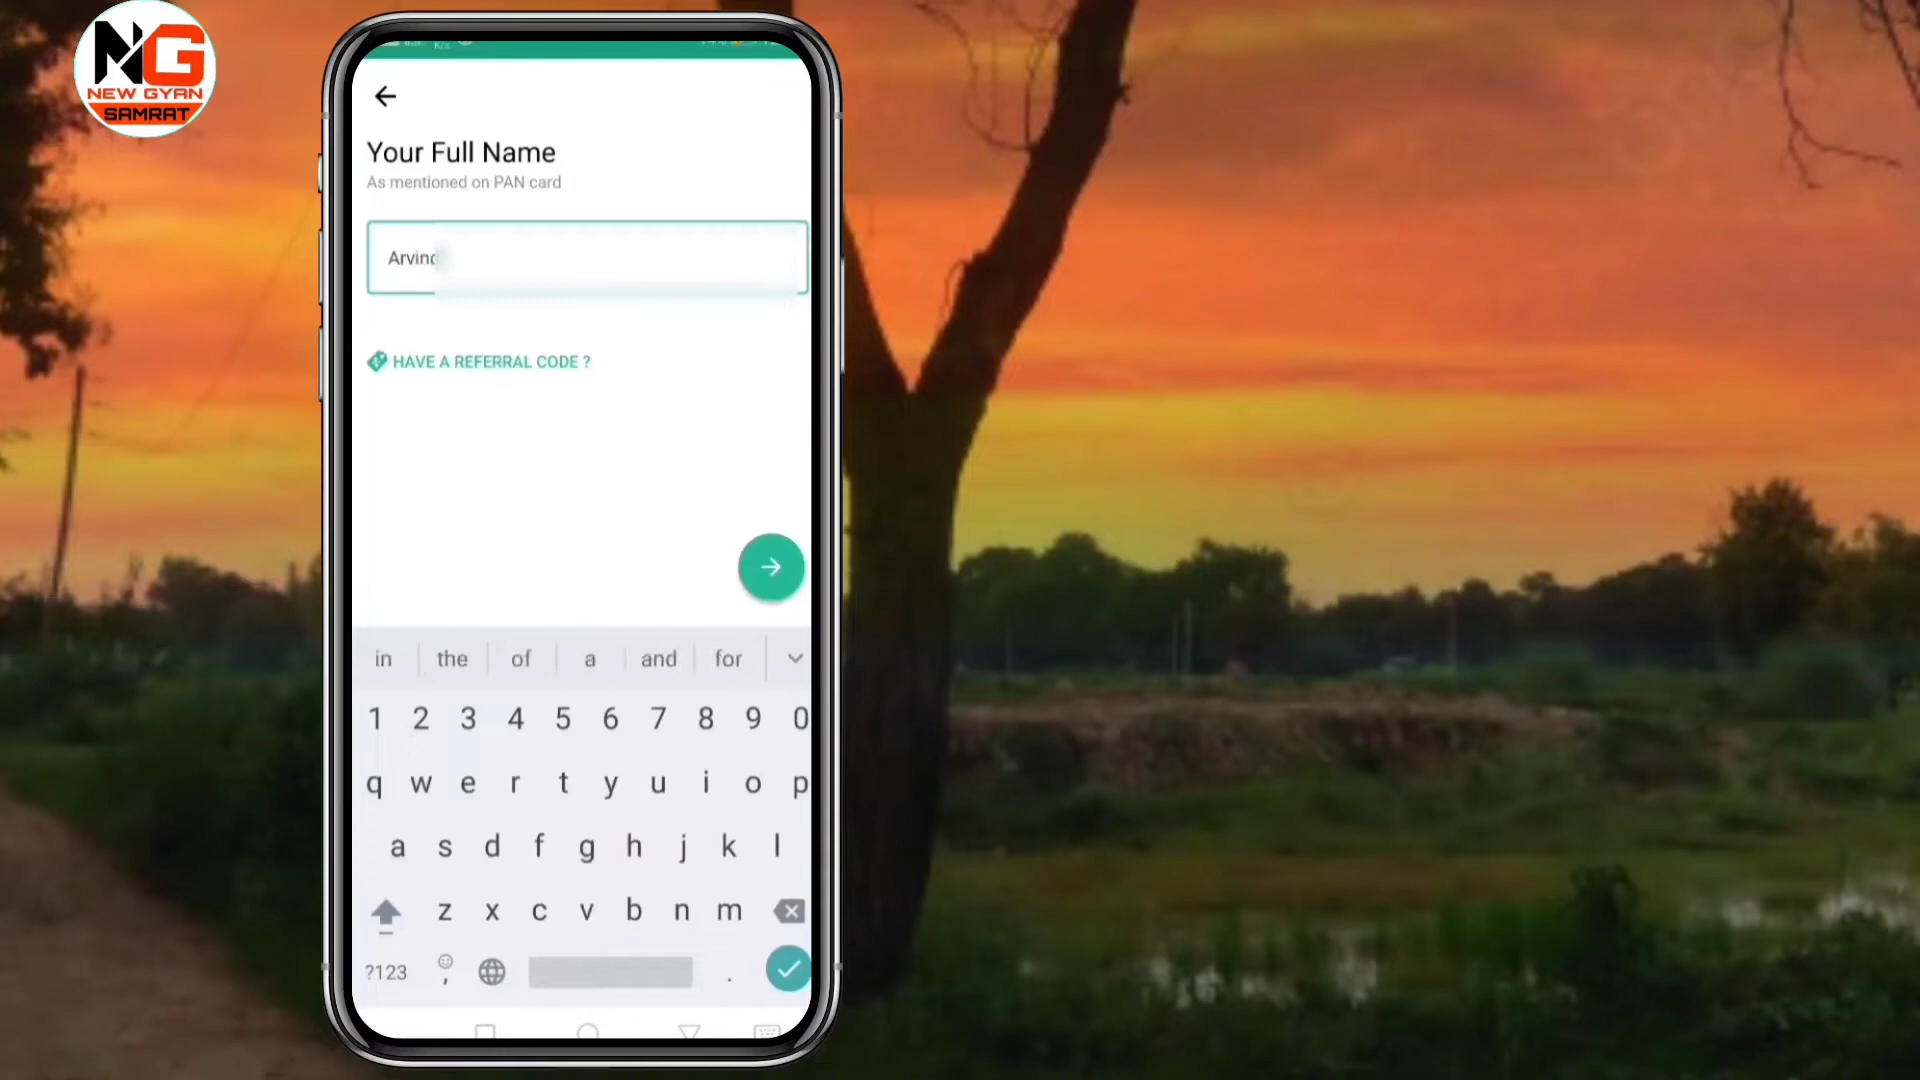 NG
NEW GYAN
SAMRAT
Your Full Name
As mentioned on PAN card
Arvind
HAVE A REFERRAL CODE ?
in the of a and for
1 2 3 4 5 6 7 8 9 0
q w e r t y u i o p
a s d f g h j k l
z x c v b n m
?123 , .